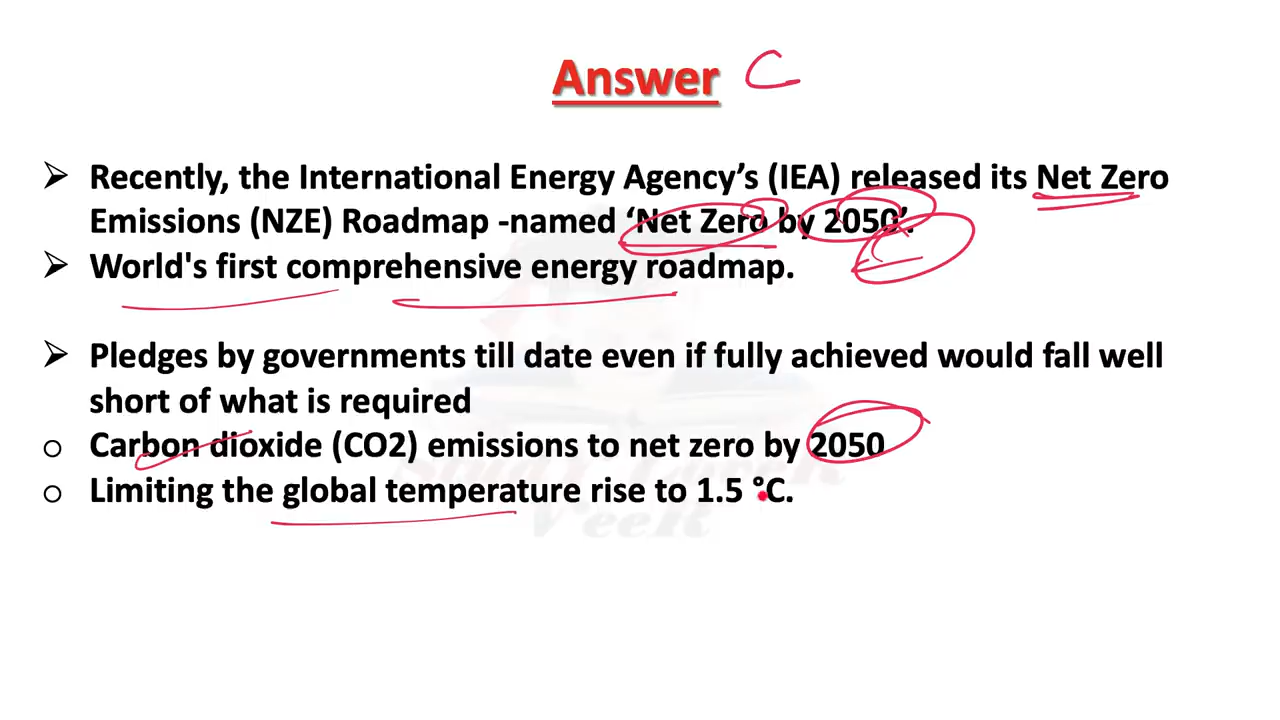 Answer C
➢ Recently, the International Energy Agency’s (IEA) released its Net Zero
Emissions (NZE) Roadmap -named ‘Net Zero by 2050’.
➢ World's first comprehensive energy roadmap.
➢ Pledges by governments till date even if fully achieved would fall well
short of what is required
o Carbon dioxide (CO2) emissions to net zero by 2050
o Limiting the global temperature rise to 1.5 °C.